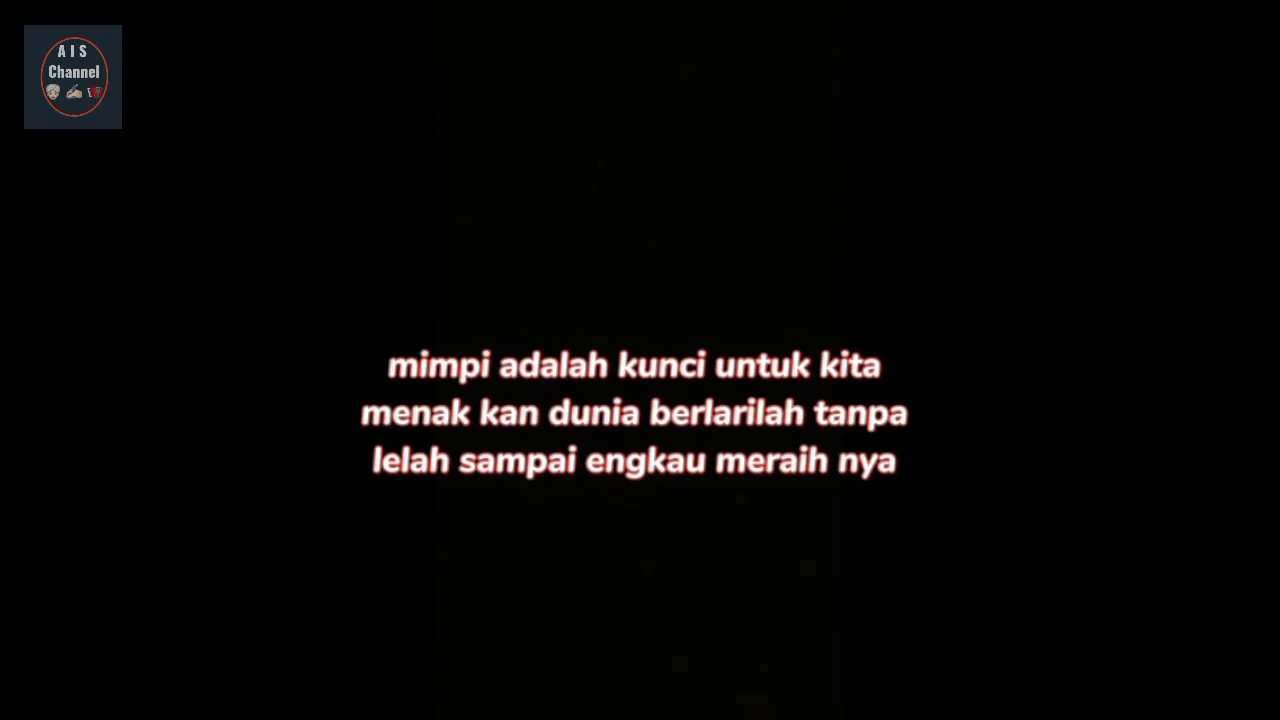 A I S
Channel
mimpi adalah kunci untuk kita
menak kan dunia berlarilah tanpa
lelah sampai engkau meraih nya